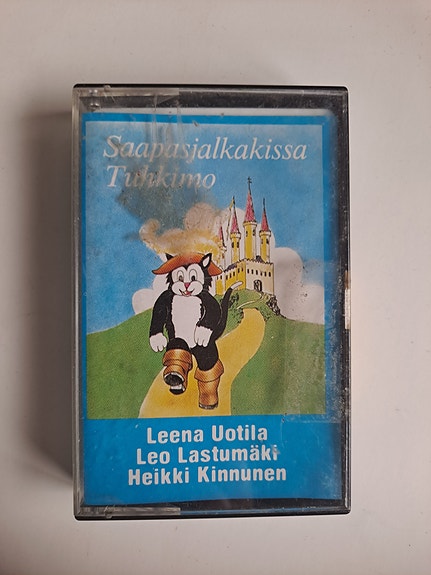 Saapasjalkakissa
Tuhkimo
Leena Uotila
Leo Lastumäki
Heikki Kinnunen